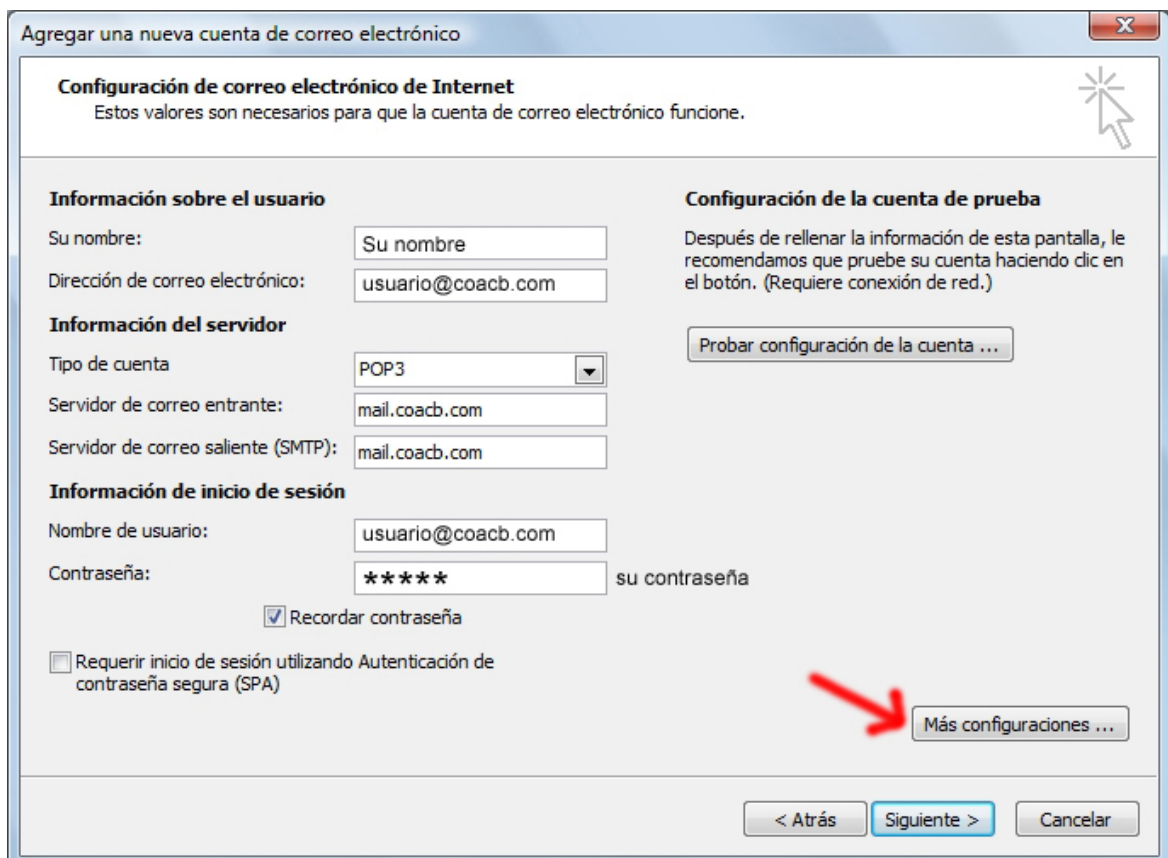 Agregar una nueva cuenta de correo electrónico
X
Configuración de correo electrónico de Internet
Estos valores son necesarios para que la cuenta de correo electrónico funcione.
Información sobre el usuario
Su nombre:
Su nombre
Dirección de correo electrónico:
usuario@coacb.com
Información del servidor
Tipo de cuenta
POP3
Servidor de correo entrante:
mail.coacb.com
Servidor de correo saliente (SMTP):
mail.coacb.com
Información de inicio de sesión
Nombre de usuario:
usuario@coacb.com
Contraseña:
*****
su contraseña
Recordar contraseña
Requerir inicio de sesión utilizando Autenticación de
contraseña segura (SPA)
Configuración de la cuenta de prueba
Después de rellenar la información de esta pantalla, le
recomendamos que pruebe su cuenta haciendo clic en
el botón. (Requiere conexión de red.)
Probar configuración de la cuenta ...
Más configuraciones ...
< Atrás
Siguiente >
Cancelar